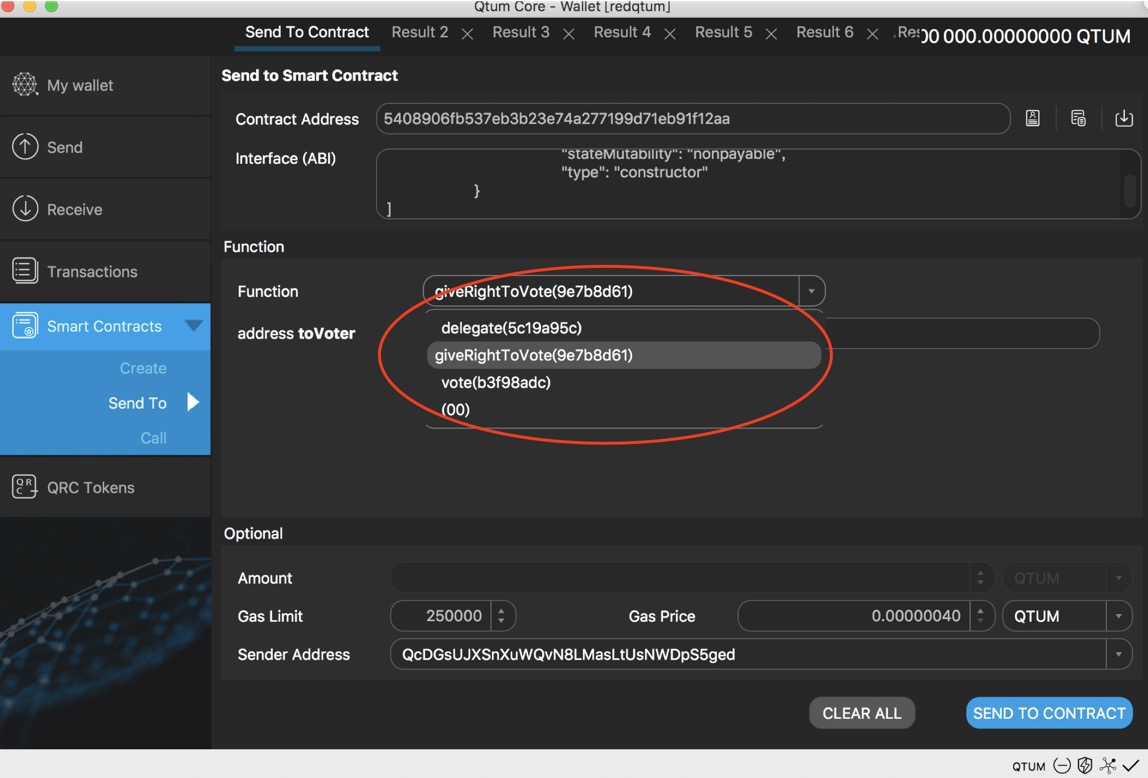 Qtum Core - Wallet [redqtum]
Send To Contract Result 2 Result 3 Result 4 Result 5 Result 6 00 000.00000000 QTUM
My wallet
Send
Receive
Transactions
Smart Contracts
Create
Send To
Call
QRC Tokens
Send to Smart Contract
Contract Address 5408906fb537eb3b23e74a277199d71eb91f12aa
Interface (ABI) "stateMutability": "nonpayable",
"type": "constructor"
}
]
Function
Function giveRightToVote(9e7b8d61)
address toVoter
delegate(5c19a95c)
giveRightToVote(9e7b8d61)
vote(b3f98adc)
(00)
Optional
Amount QTUM
Gas Limit 250000 Gas Price 0.00000040 QTUM
Sender Address QcDGsUJXSnXuWQvN8LMasLtUsNWDpS5ged
CLEAR ALL SEND TO CONTRACT
QTUM